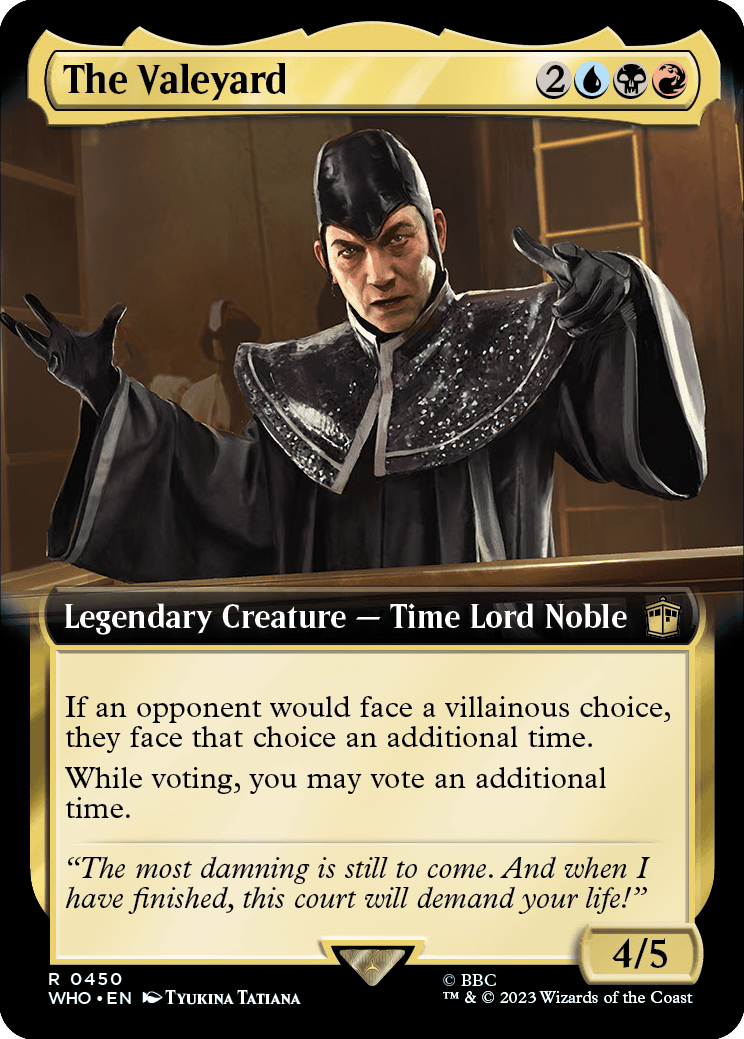 The Valeyard 2
Legendary Creature — Time Lord Noble
If an opponent would face a villainous choice,
they face that choice an additional time.
While voting, you may vote an additional
time.
“The most damning is still to come. And when I
have finished, this court will demand your life!”
4/5
R 0450
WHO • EN Tyukina Tatiana
© BBC
™ & © 2023 Wizards of the Coast